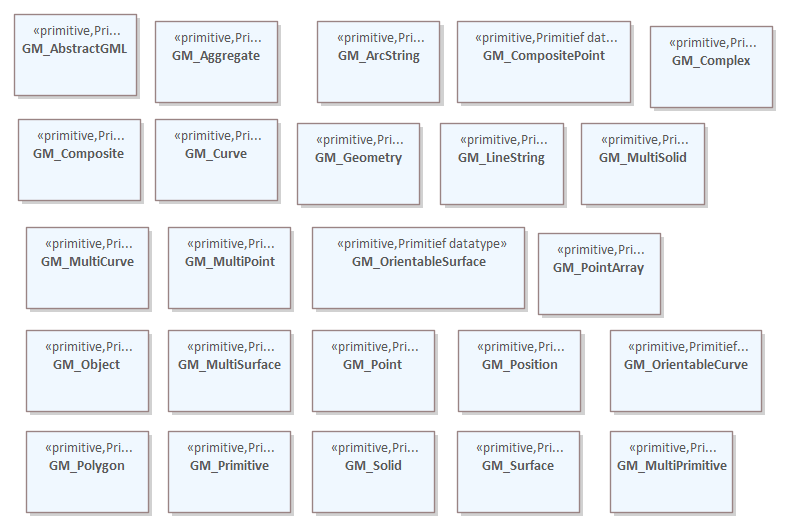 «primitive,Pri...
GM_AbstractGML
«primitive,Pri...
GM_Aggregate
«primitive,Pri...
GM_ArcString
«primitive,Primitief dat...
GM_CompositePoint
«primitive,Pri...
GM_Complex
«primitive,Pri...
GM_Composite
«primitive,Pri...
GM_Curve
«primitive,Pri...
GM_Geometry
«primitive,Pri...
GM_LineString
«primitive,Pri...
GM_MultiSolid
«primitive,Pri...
GM_MultiCurve
«primitive,Pri...
GM_MultiPoint
«primitive,Primitief datatype»
GM_OrientableSurface
«primitive,Pri...
GM_PointArray
«primitive,Pri...
GM_Object
«primitive,Pri...
GM_MultiSurface
«primitive,Pri...
GM_Point
«primitive,Pri...
GM_Position
«primitive,Primitief...
GM_OrientableCurve
«primitive,Pri...
GM_Polygon
«primitive,Pri...
GM_Primitive
«primitive,Pri...
GM_Solid
«primitive,Pri...
GM_Surface
«primitive,Pri...
GM_MultiPrimitive